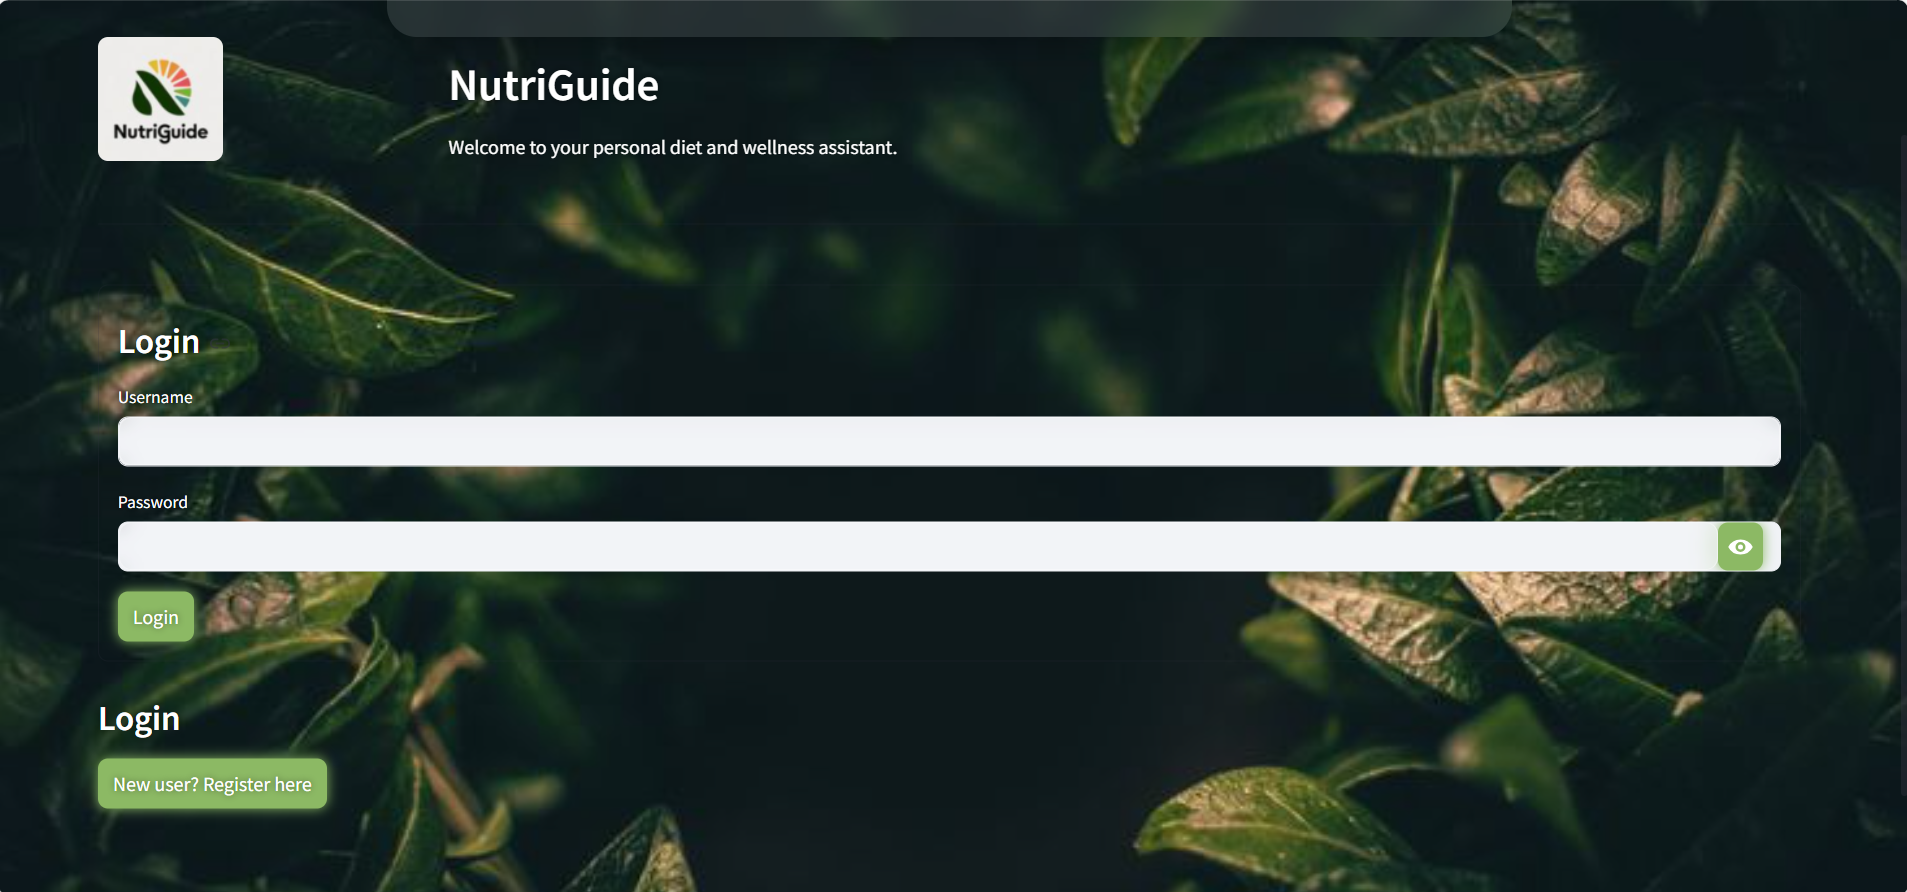 NutriGuide
NutriGuide
Welcome to your personal diet and wellness assistant.
Login
Username
Password
Login
Login
New user? Register here